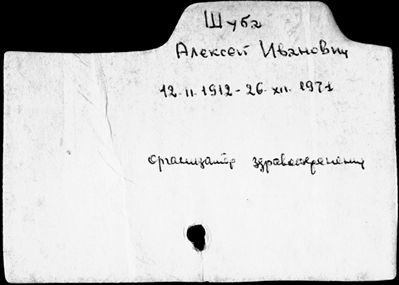 Шуба
Алексей Иванович
12.II.1912-26.XII.1971
организатор здравоохранения